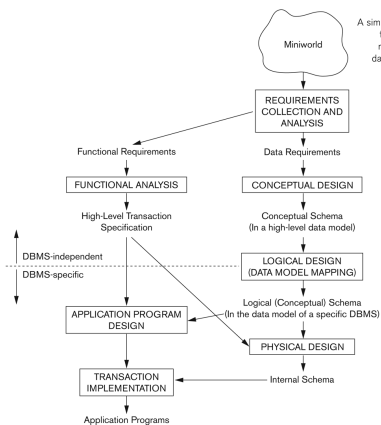 A sim
Miniworld
da
REQUIREMENTS
COLLECTION AND
ANALYSIS
Functional Requirements
Data Requirements
FUNCTIONAL ANALYSIS
CONCEPTUAL DESIGN
High-Level Transaction
Specification
Conceptual Schema
(In a high-level data model)
DBMS-independent
DBMS-specific
LOGICAL DESIGN
(DATA MODEL MAPPING)
Logical (Conceptual) Schema
(In the data model of a specific DBMS)
APPLICATION PROGRAM
DESIGN
PHYSICAL DESIGN
TRANSACTION
IMPLEMENTATION
Internal Schema
Application Programs